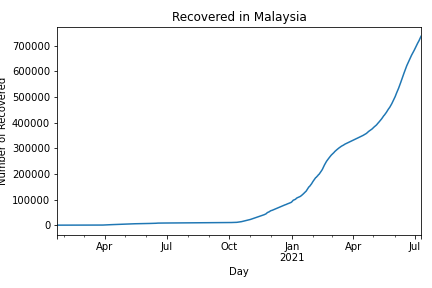 Recovered in Malaysia
Number of Recovered
700000
600000
500000
400000
300000
200000
100000
0
Apr Jul Oct Jan Apr Jul
2021
Day